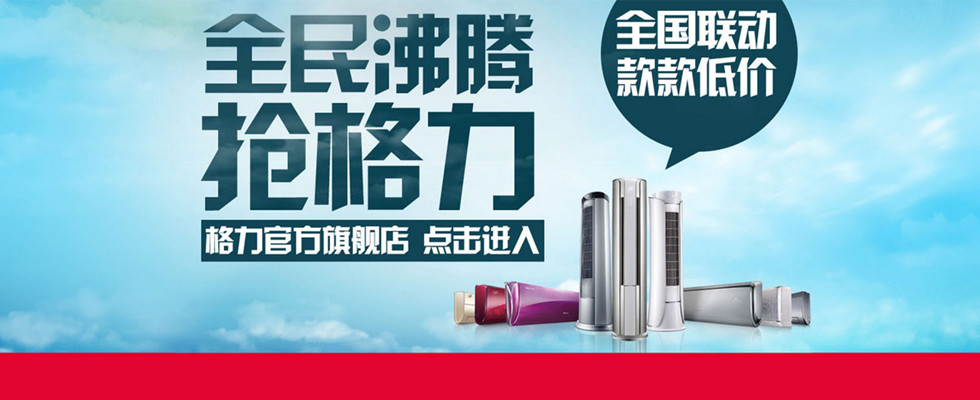 全民沸腾
抢格力
格力官方旗舰店 点击进入
全国联动
款款低价